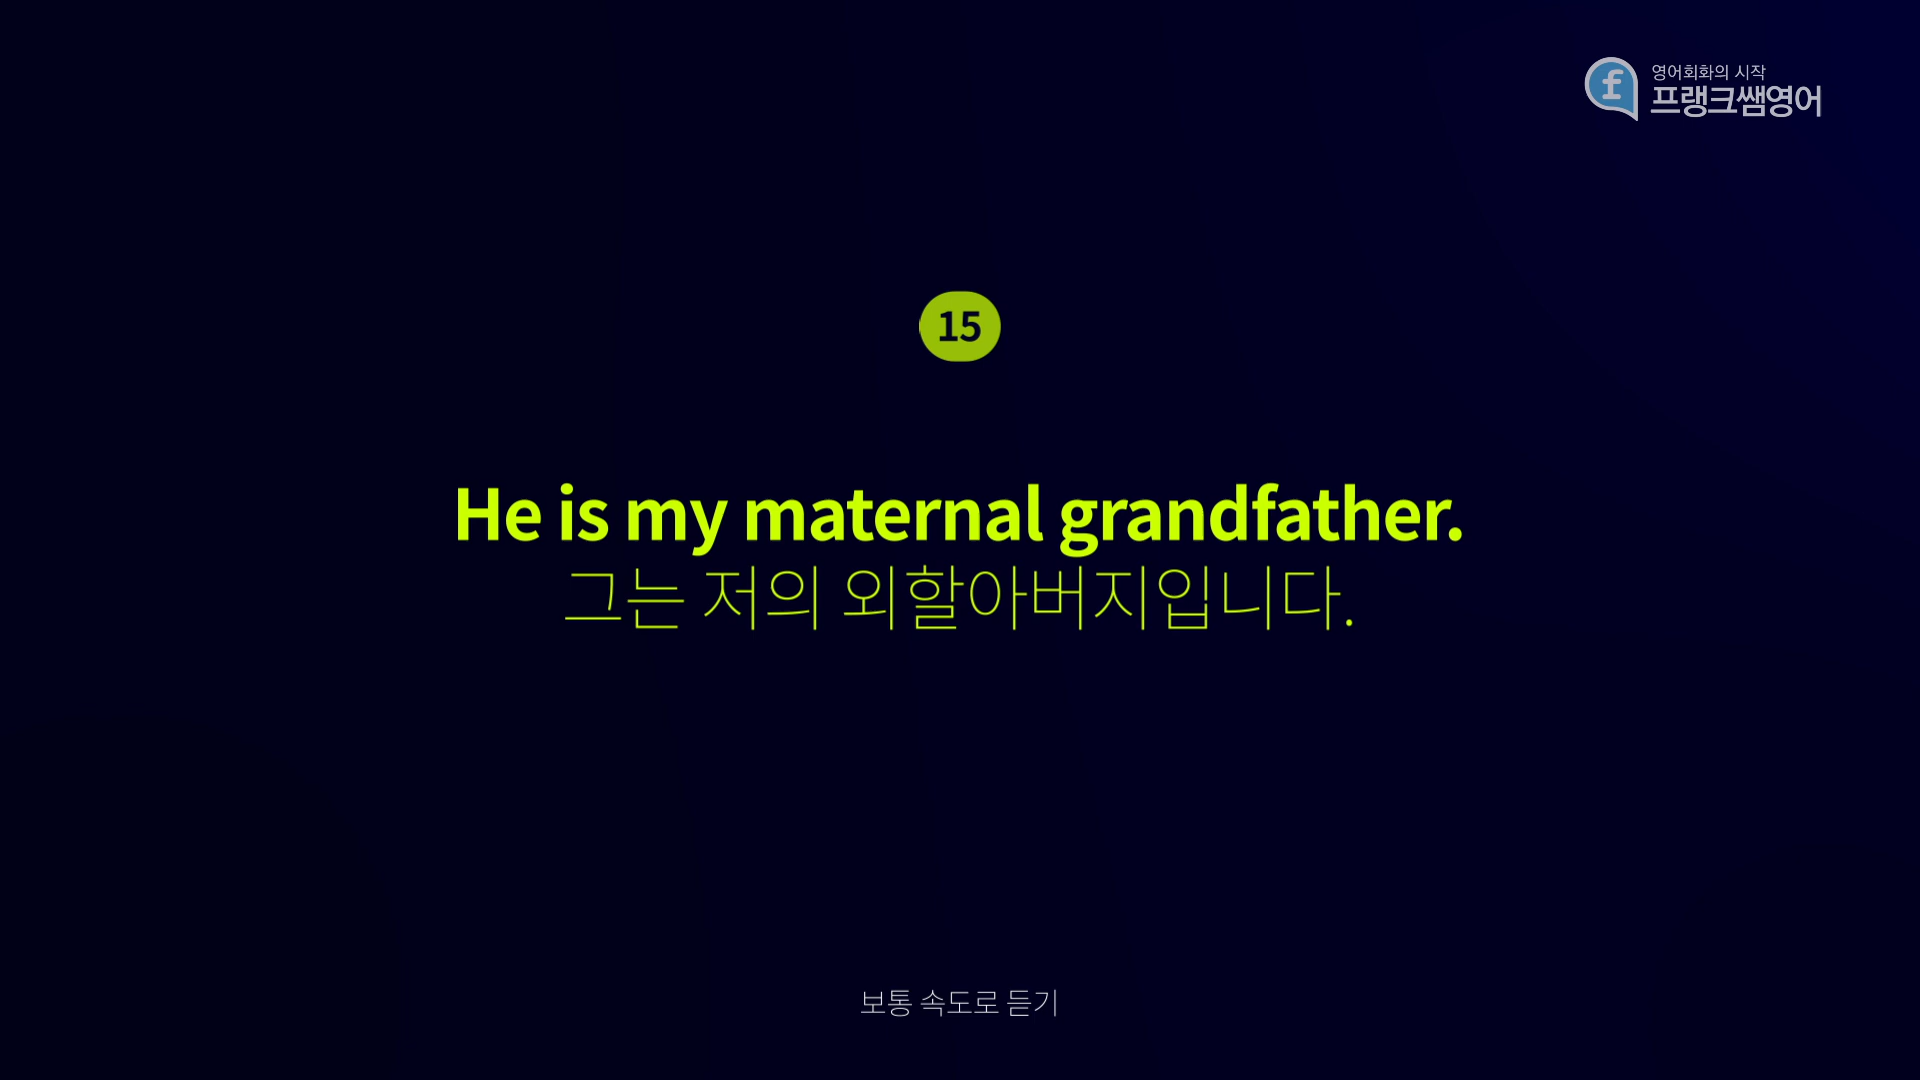 영어회화의 시작
프랭크쌤영어
15
He is my maternal grandfather.
그는 저의 외할아버지입니다.
보통 속도로 듣기